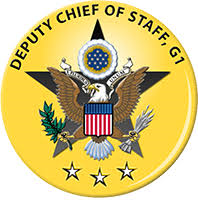 DEPUTY CHIEF OF STAFF, G1